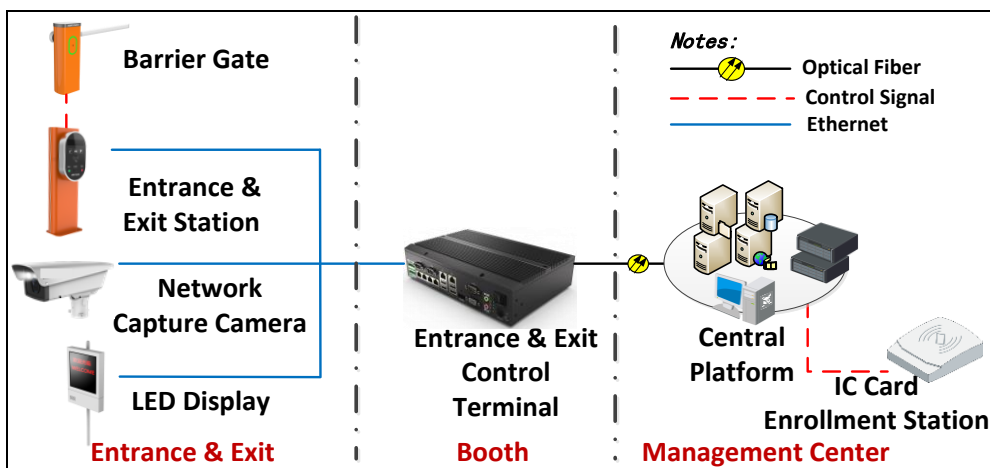 Barrier Gate
Entrance &
Exit Station
Network
Capture Camera
LED Display
Entrance & Exit
Entrance & Exit
Control
Terminal
Booth
Notes:
Optical Fiber
Control Signal
Ethernet
Central
Platform
IC Card
Enrollment Station
Management Center